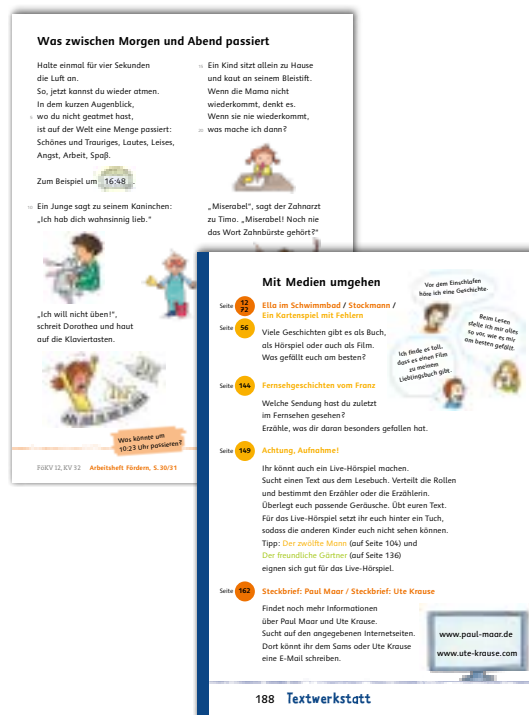 Was zwischen Morgen und Abend passiert
Halte einmal für vier Sekunden
die Luft an.
So, jetzt kannst du wieder atmen.
In dem kurzen Augenblick,
5 wo du nicht geatmet hast,
ist auf der Welt eine Menge passiert:
Schönes und Trauriges, Lautes, Leises,
Angst, Arbeit, Spaß.
Zum Beispiel um 16:48 .
10 Ein Junge sagt zu seinem Kaninchen:
„Ich hab dich wahnsinnig lieb."
„Ich will nicht üben!",
schreit Dorothea und haut
auf die Klaviertasten.
15 Ein Kind sitzt allein zu Hause
und kaut an seinem Bleistift.
Wenn die Mama nicht
wiederkommt, denkt es.
Wenn sie nie wiederkommt,
20 was mache ich dann?
„Miserabel", sagt der Zahnarzt
zu Timo. „Miserabel! Noch nie
das Wort Zahnbürste gehört?"
Was könnte um
10:23 Uhr passieren?
FöKV 12, KV 32 Arbeitsheft Fördern, S. 30/31
Mit Medien umgehen
Vor dem Einschlafen
höre ich eine Geschichte.
Beim Lesen
stelle ich mir alles
so vor, wie es mir
am besten gefällt.
Ich finde es toll,
dass es einen Film
zu meinem
Lieblingsbuch gibt.
Seite 12
72
Ella im Schwimmbad / Stockmann /
Ein Kartenspiel mit Fehlern
Seite 56
Viele Geschichten gibt es als Buch,
als Hörspiel oder auch als Film.
Was gefällt euch am besten?
Seite 144 Fernsehgeschichten vom Franz
Welche Sendung hast du zuletzt
im Fernsehen gesehen?
Erzähle, was dir daran besonders gefallen hat.
Seite 149 Achtung, Aufnahme!
Ihr könnt auch ein Live-Hörspiel machen.
Sucht einen Text aus dem Lesebuch. Verteilt die Rollen
und bestimmt den Erzähler oder die Erzählerin.
Überlegt euch passende Geräusche. Übt euren Text.
Für das Live-Hörspiel setzt ihr euch hinter ein Tuch,
sodass die anderen Kinder euch nicht sehen können.
Tipp: Der zwölfte Mann (auf Seite 104) und
Der freundliche Gärtner (auf Seite 136)
eignen sich gut für das Live-Hörspiel.
Seite 162 Steckbrief: Paul Maar / Steckbrief: Ute Krause
Findet noch mehr Informationen
über Paul Maar und Ute Krause.
Sucht auf den angegebenen Internetseiten.
Dort könnt ihr dem Sams oder Ute Krause
eine E-Mail schreiben.
www.paul-maar.de
www.ute-krause.com
188 Textwerkstatt